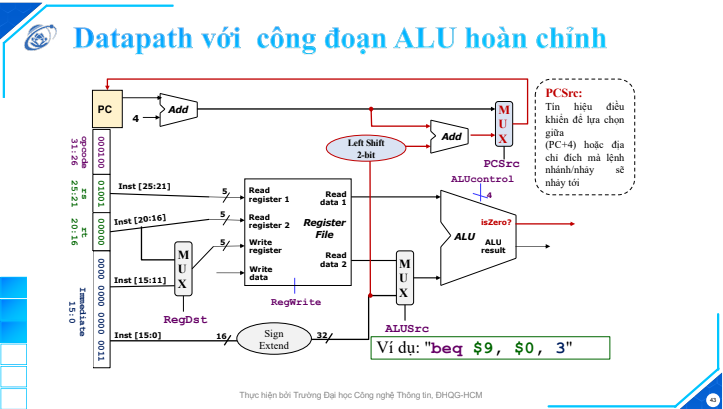 Datapath với công đoạn ALU hoàn chỉnh
PC
4
Add
Add
Left Shift
2-bit
M
U
X
PCSrc
PCSrc:
Tín hiệu điều
khiển để lựa chọn
giữa
(PC+4) hoặc địa
chỉ đích mà lệnh
nhánh/nhảy sẽ
nhảy tới
opcode
31:26
000100
rs
25:21
01001
rt
20:16
00000
Immediate
15:0
0000 0000 0000 0011
Inst [25:21]
5
Inst [20:16]
5
5
Inst [15:11]
Inst [15:0]
M
U
X
RegDst
Read
register 1
Read
register 2
Write
register
Write
data
Register
File
Read
data 1
Read
data 2
RegWrite
16
Sign
Extend
32
M
U
X
ALUSrc
ALUcontrol
4
ALU
isZero?
ALU
result
Ví dụ: "beq $9, $0, 3"
Thực hiện bởi Trường Đại học Công nghệ Thông tin, ĐHQG-HCM
43